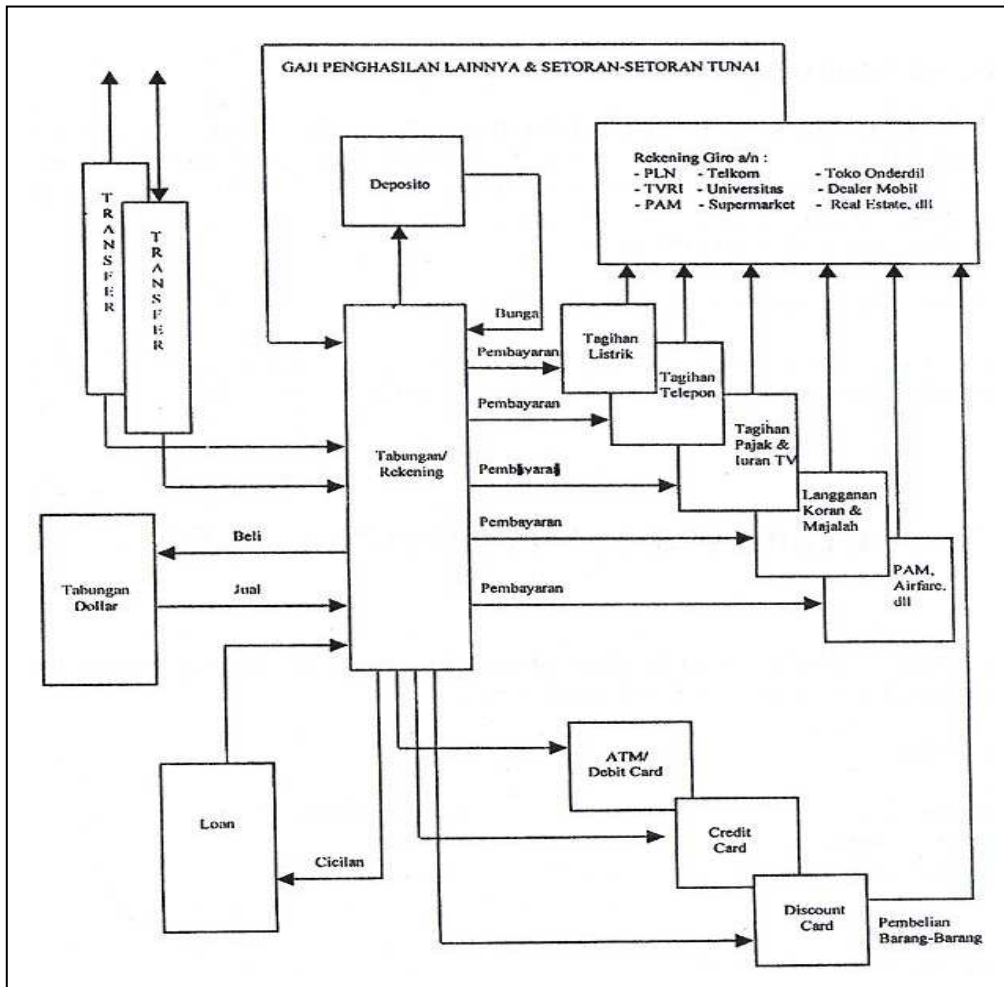 GAJI PENGHASILAN LAINNYA & SETORAN-SETORAN TUNAI
TRANSFER
TRANSFER
Deposito
Rekening Giro a/n :
- PLN - Telkom - Toko Onderdil
- TVRI - Universitas - Dealer Mobil
- PAM - Supermarket - Real Estate, dll
Bunga
Pembayaran
Tagihan
Listrik
Pembayaran
Tagihan
Telepon
Tabungan/
Rekening
Pembayaran
Tagihan
Pajak &
Iuran TV
Pembayaran
Langganan
Koran &
Majalah
Pembayaran
PAM,
Airfare,
dll
Beli
Tabungan
Dollar
Jual
Loan
Cicilan
ATM/
Debit Card
Credit
Card
Discount
Card
Pembelian
Barang-Barang